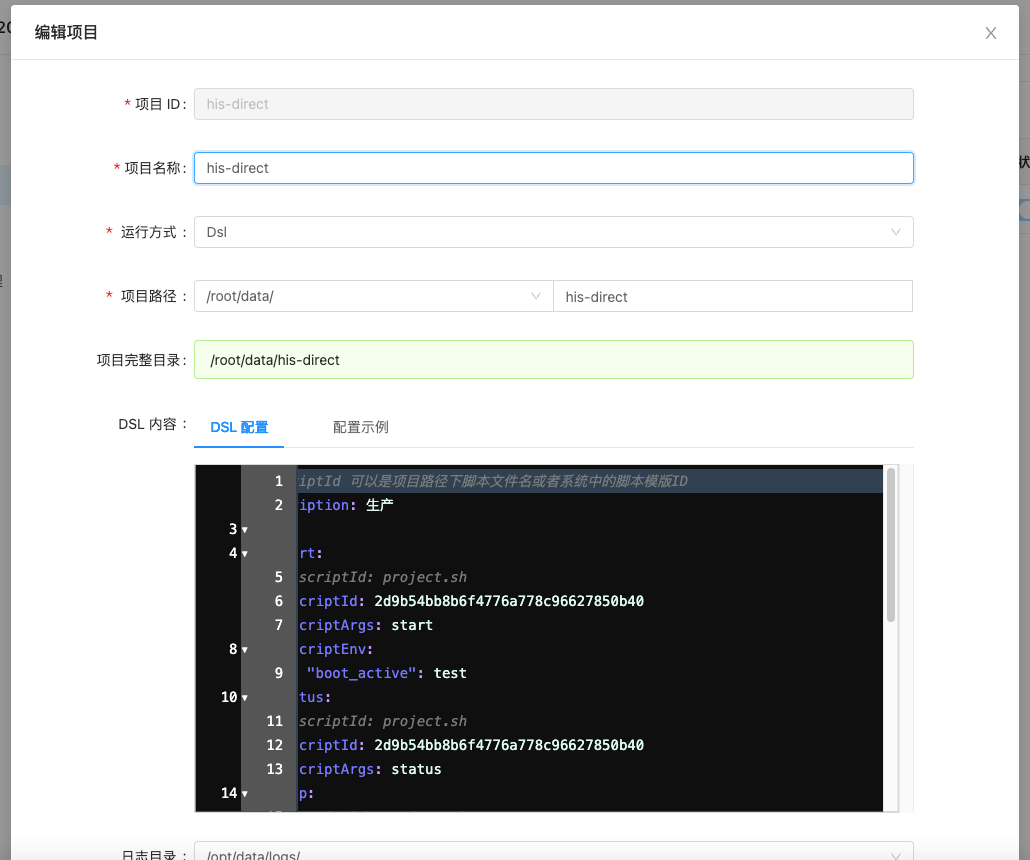 编辑项目
* 项目 ID : his-direct
* 项目名称 : his-direct
* 运行方式 : Dsl
* 项目路径 : /root/data/ his-direct
项目完整目录 : /root/data/his-direct
DSL 内容 : DSL 配置 配置示例
1 iptId 可以是项目路径下脚本文件名或者系统中的脚本模版ID
2 iption: 生产
3
4 rt:
5 scriptId: project.sh
6 criptId: 2d9b54bb8b6f4776a778c96627850b40
7 criptArgs: start
8 criptEnv:
9 "boot_active": test
10 tus:
11 scriptId: project.sh
12 criptId: 2d9b54bb8b6f4776a778c96627850b40
13 criptArgs: status
14 p:
日志目录 : /opt/data/logs/